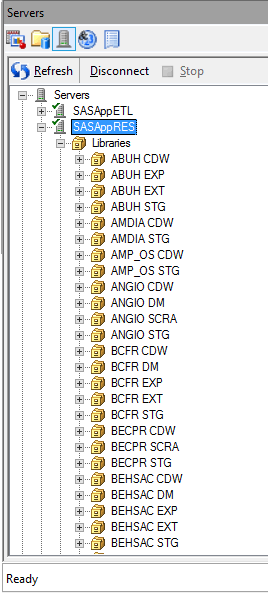 Servers
Refresh Disconnect Stop
Servers
SASAppETL
SASAppRES
Libraries
ABUH CDW
ABUH EXP
ABUH EXT
ABUH STG
AMDIA CDW
AMDIA STG
AMP_OS CDW
AMP_OS STG
ANGIO CDW
ANGIO DM
ANGIO SCRA
ANGIO STG
BCFR CDW
BCFR DM
BCFR EXP
BCFR EXT
BCFR STG
BECPR CDW
BECPR SCRA
BECPR STG
BEHSAC CDW
BEHSAC DM
BEHSAC EXP
BEHSAC EXT
BEHSAC STG
Ready